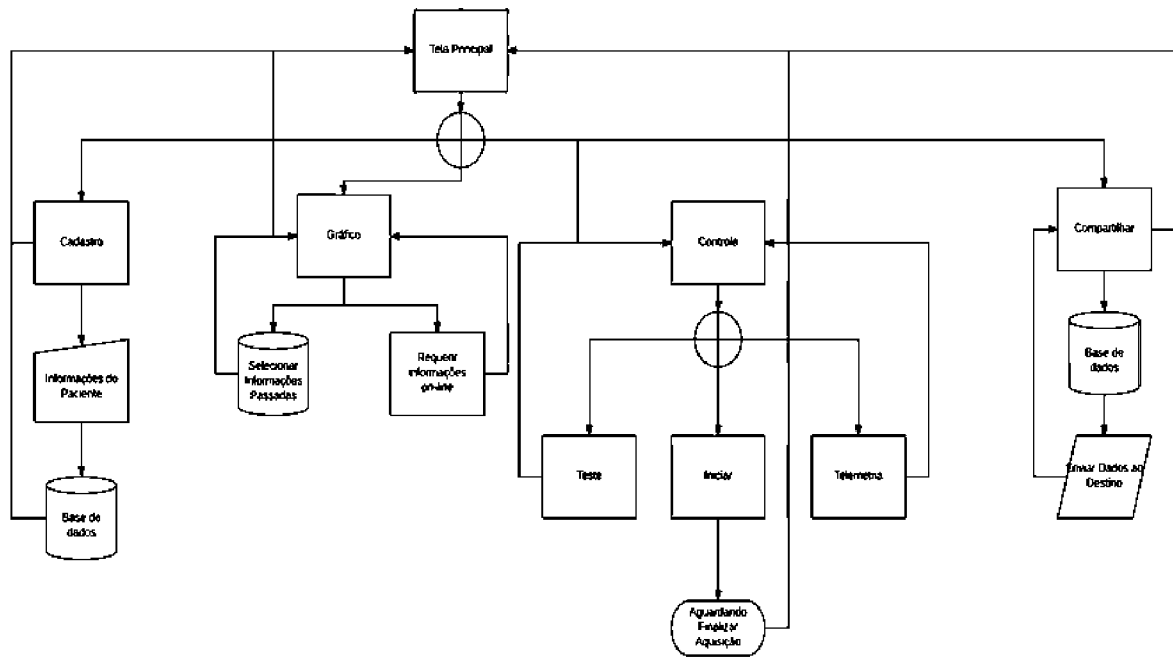 Tela Principal
Cadastro
Gráfico
Controle
Compartilhar
Informações do
Paciente
Selecionar
Informações
Passadas
Requerir
informações
on-line
Base de
dados
Base de
dados
Teste
Iniciar
Telemetria
Enviar Dados ao
Destino
Aguardando
Finalizar
Aquisição